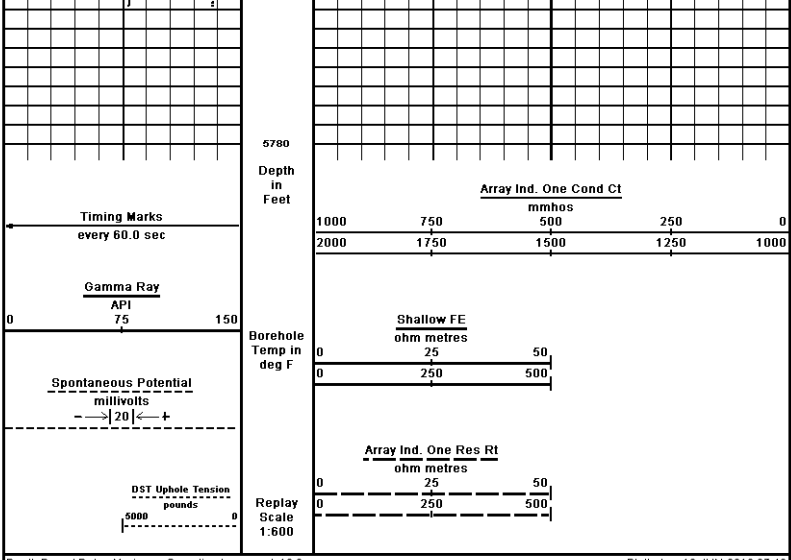 5780
Depth
in
Feet
Timing Marks
every 60.0 sec
Array Ind. One Cond Ct
mmhos
1000 750 500 250 0
2000 1750 1500 1250 1000
Gamma Ray
API
0 75 150
Borehole
Temp in
deg F
Shallow FE
ohm metres
0 25 50
0 250 500
Spontaneous Potential
millivolts
− →|20|← +
Array Ind. One Res Rt
ohm metres
0 25 50
0 250 500
DST Uphole Tension
pounds
5000 0
Replay
Scale
1:600